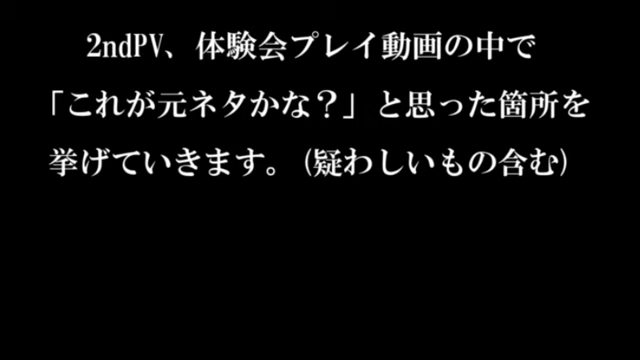 2ndPV、体験会プレイ動画の中で
「これが元ネタかな？」と思った箇所を
挙げていきます。(疑わしいもの含む)